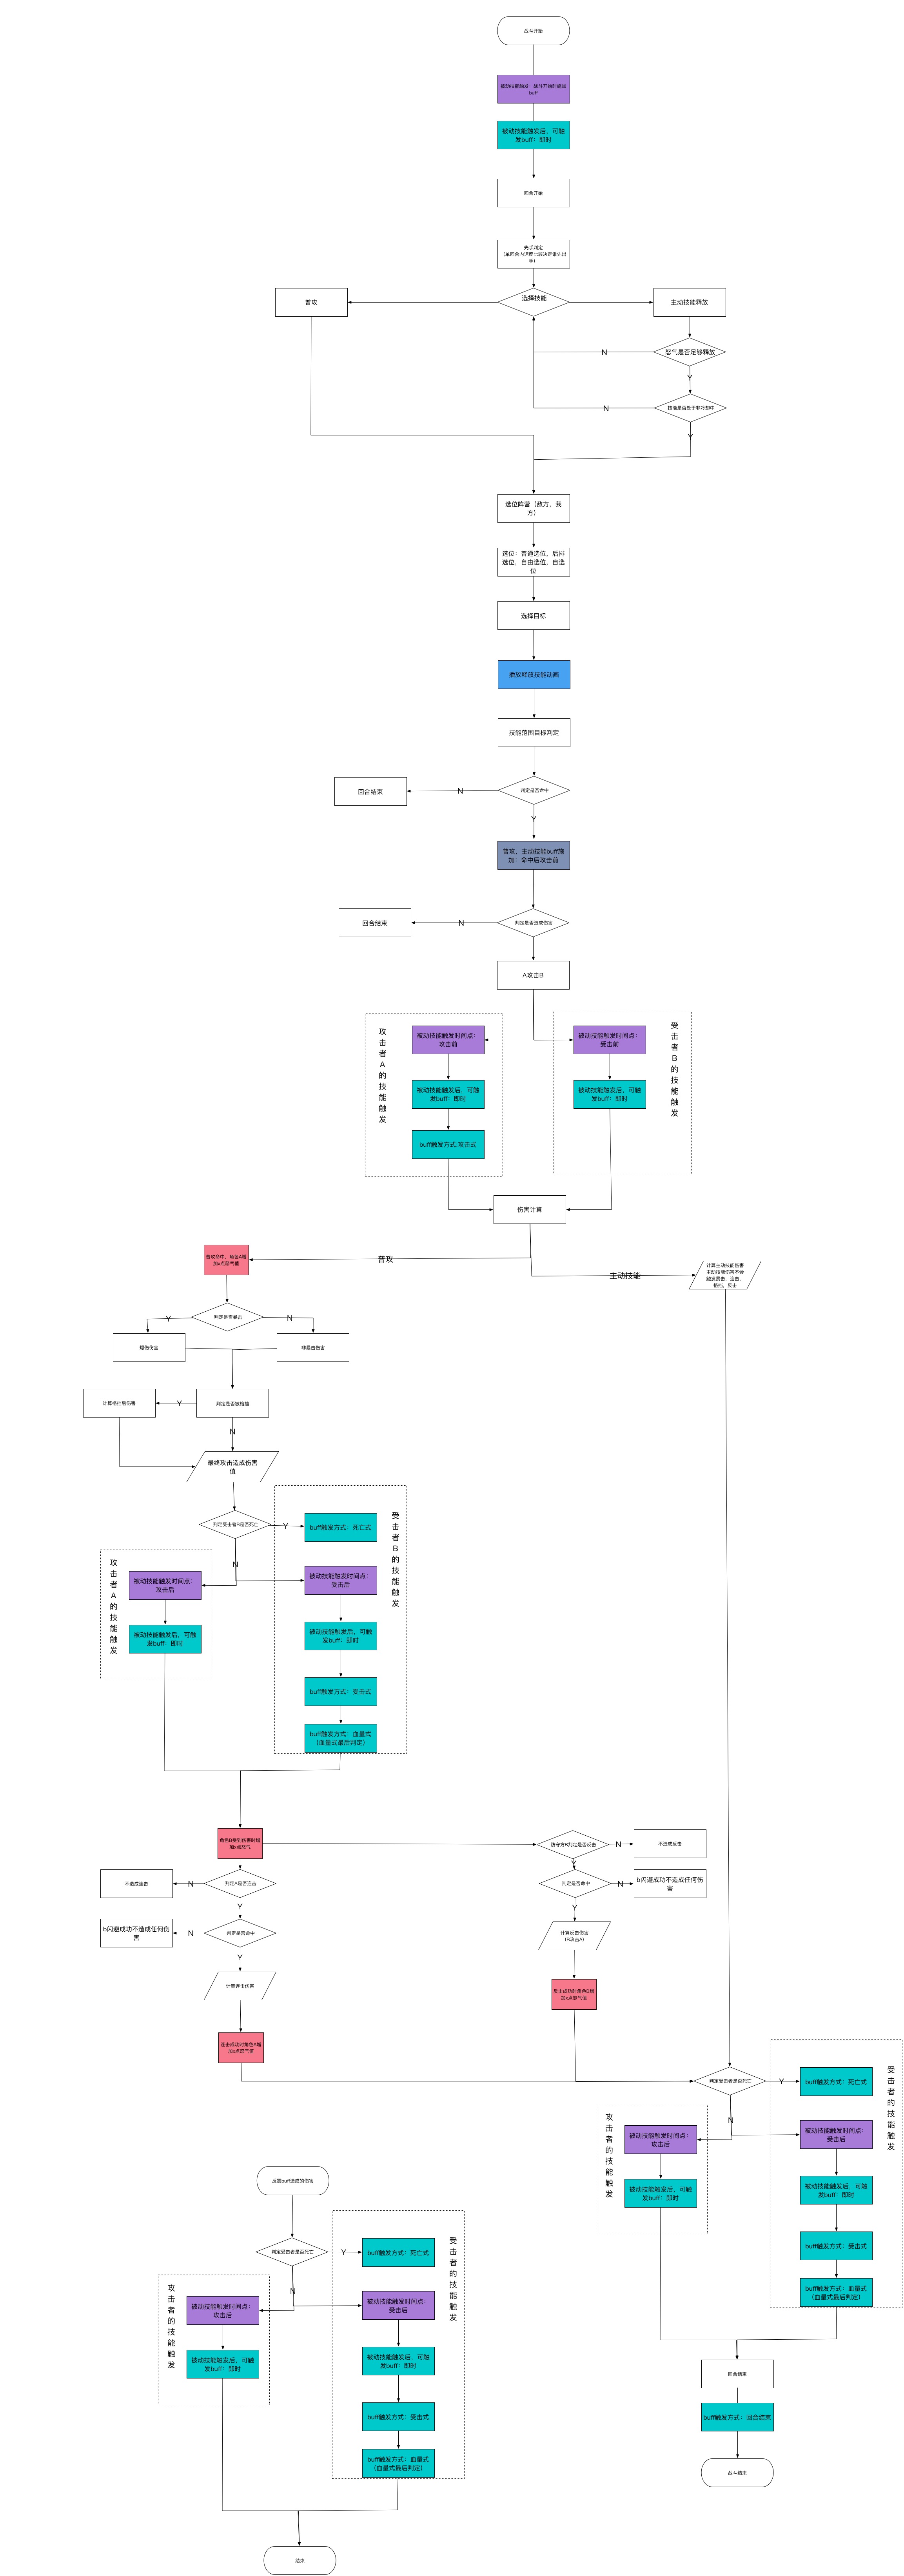 战斗开始
被动技能触发：战斗开始时施加
buff
被动技能触发后，可触
发buff：即时
回合开始
先手判定
（单回合内速度比较决定谁先出
手）
普攻
选择技能
主动技能释放
怒气是否足够释放
N
Y
技能是否处于非冷却中
N
Y
选位阵营（敌方，我
方）
选位：普通选位，后排
选位，自由选位，自选
位
选择目标
播放释放技能动画
技能范围目标判定
判定是否命中
N
回合结束
Y
普攻，主动技能buff施
加：命中后攻击前
判定是否造成伤害
N
回合结束
A攻击B
攻击者A的技能触发
被动技能触发时间点：
攻击前
被动技能触发后，可触
发buff：即时
buff触发方式:攻击式
受击者B的技能触发
被动技能触发时间点：
受击前
被动技能触发后，可触
发buff：即时
伤害计算
普攻
主动技能
普攻命中，角色A增
加x点怒气值
计算主动技能伤害
主动技能伤害不会
触发暴击，连击，
格挡，反击
判定是否暴击
Y
N
爆伤伤害
非暴击伤害
判定是否被格挡
Y
计算格挡后伤害
N
最终攻击造成伤害
值
判定受击者B是否死亡
Y
N
受击者B的技能触发
buff触发方式：死亡式
被动技能触发时间点：
受击后
被动技能触发后，可触
发buff：即时
buff触发方式：受击式
buff触发方式：血量式
（血量式最后判定）
攻击者A的技能触发
被动技能触发时间点：
攻击后
被动技能触发后，可触
发buff：即时
角色B受到伤害时增
加x点怒气
判定A是否连击
N
不造成连击
Y
判定是否命中
N
b闪避成功不造成任何伤
害
Y
计算连击伤害
连击成功时角色A增
加x点怒气值
防守方B判定是否反击
N
不造成反击
Y
判定是否命中
N
b闪避成功不造成任何伤
害
Y
计算反击伤害
（B攻击A）
反击成功时角色B增
加x点怒气值
判定受击者是否死亡
Y
N
受击者的技能触发
buff触发方式：死亡式
被动技能触发时间点：
受击后
被动技能触发后，可触
发buff：即时
buff触发方式：受击式
buff触发方式：血量式
（血量式最后判定）
攻击者的技能触发
被动技能触发时间点：
攻击后
被动技能触发后，可触
发buff：即时
回合结束
buff触发方式：回合结束
战斗结束
反震buff造成的伤害
判定受击者是否死亡
Y
N
受击者的技能触发
buff触发方式：死亡式
被动技能触发时间点：
受击后
被动技能触发后，可触
发buff：即时
buff触发方式：受击式
buff触发方式：血量式
（血量式最后判定）
攻击者的技能触发
被动技能触发时间点：
攻击后
被动技能触发后，可触
发buff：即时
结束